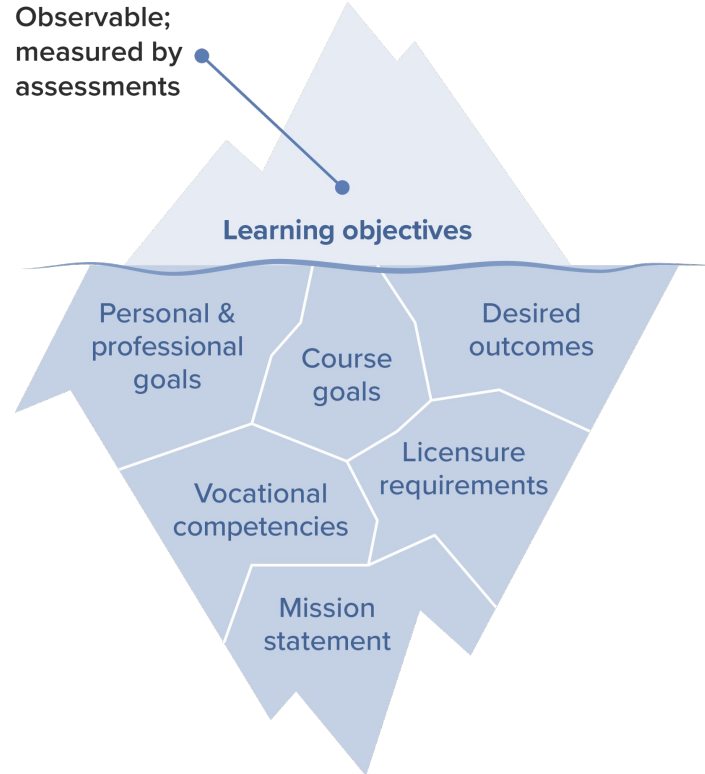 Observable;
measured by
assessments
Learning objectives
Personal &
professional
goals
Course
goals
Desired
outcomes
Vocational
competencies
Licensure
requirements
Mission
statement